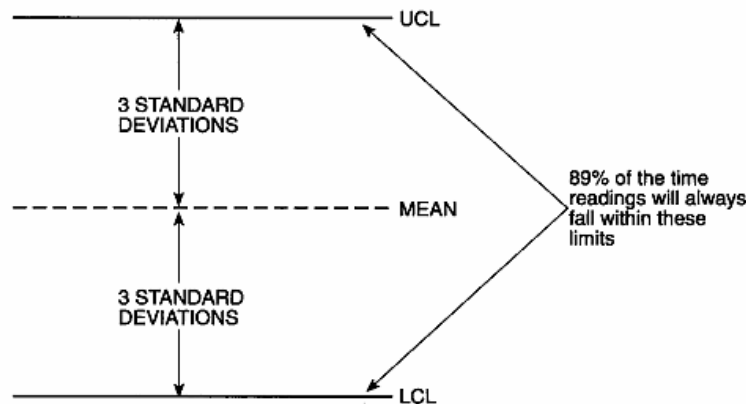 UCL
3 STANDARD
DEVIATIONS
MEAN
89% of the time
readings will always
fall within these
limits
3 STANDARD
DEVIATIONS
LCL